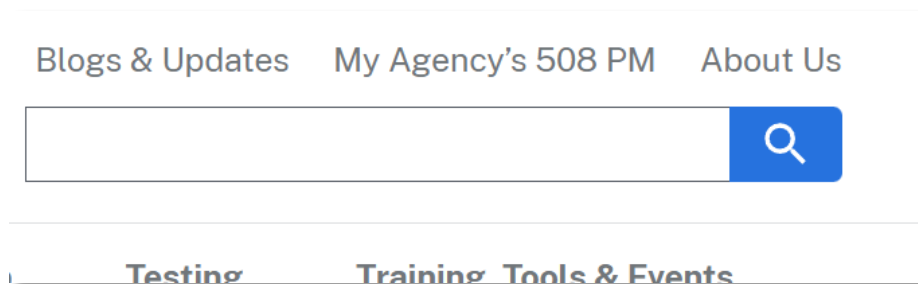 Blogs & Updates My Agency’s 508 PM About Us
Testing Training, Tools & Events